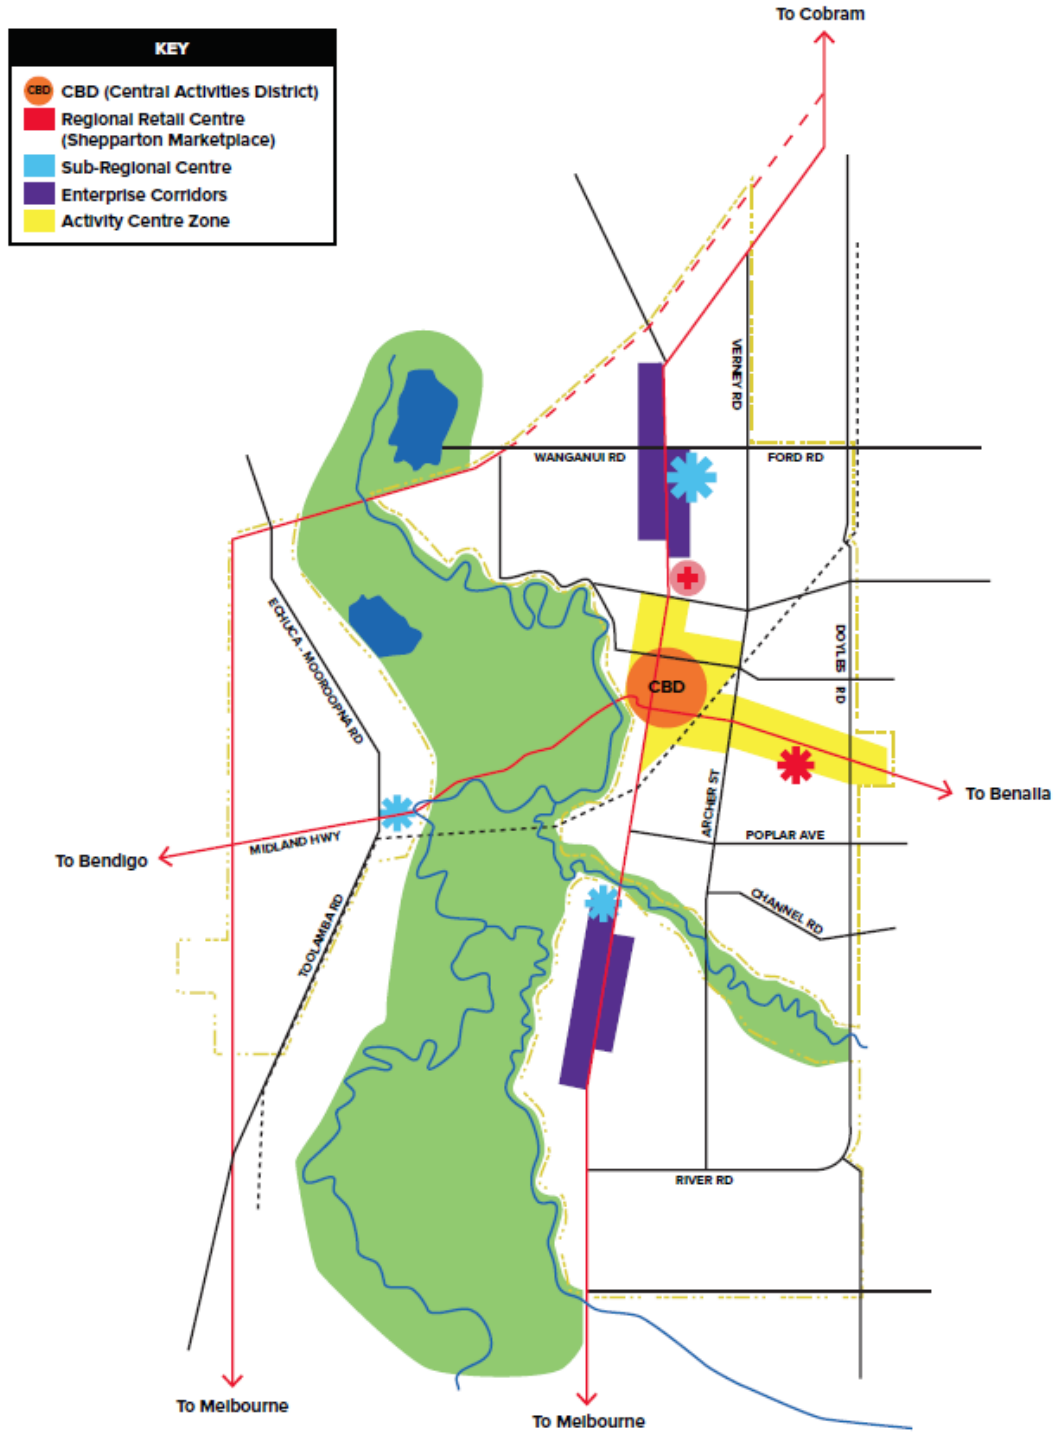 To Cobram
KEY
CBD
CBD (Central Activities District)
Regional Retail Centre
(Shepparton Marketplace)
Sub-Regional Centre
Enterprise Corridors
Activity Centre Zone
VERNEY RD
WANGANUI RD
FORD RD
ECHUCA - MOOROOPNA RD
DOYLES RD
CBD
ARCHER ST
To Benalla
POPLAR AVE
MIDLAND HWY
To Bendigo
CHANNEL RD
TOOLAMBA RD
RIVER RD
To Melbourne
To Melbourne